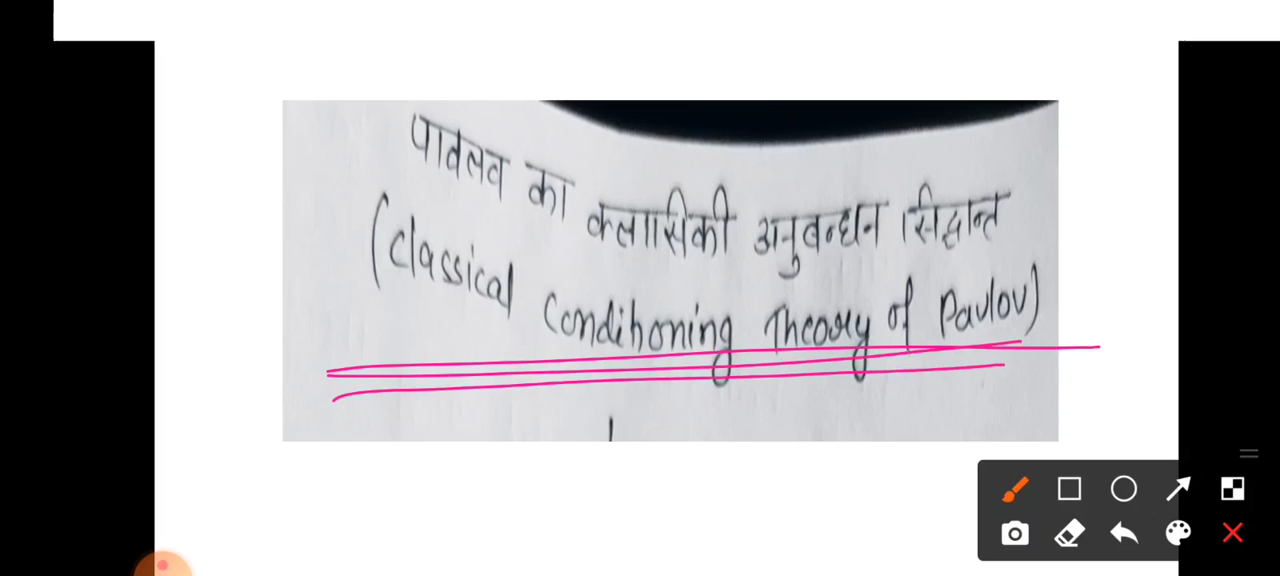 पावलव का क्लासिकी अनुबन्धन सिद्धान्त
(Classical Conditioning Theory of Pavlov)